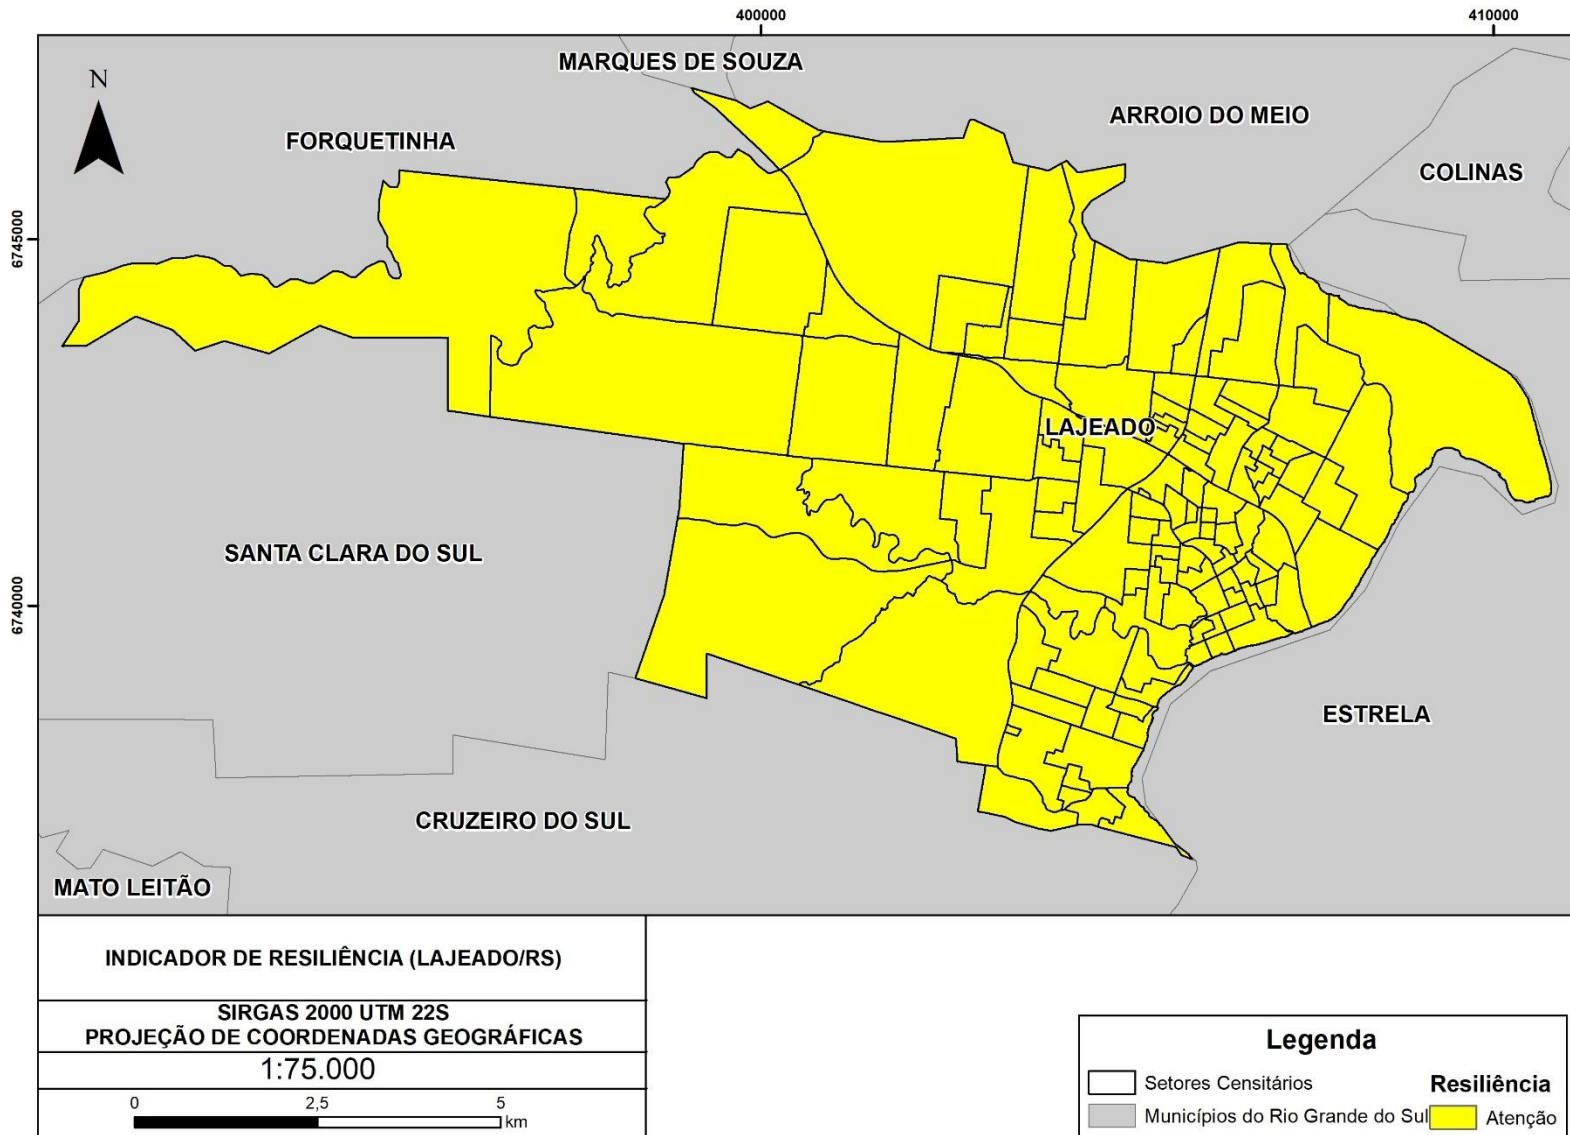 400000
410000
MARQUES DE SOUZA
N
ARROIO DO MEIO
FORQUETINHA
COLINAS
6745000
LAJEADO
SANTA CLARA DO SUL
6740000
ESTRELA
CRUZEIRO DO SUL
MATO LEITÃO
INDICADOR DE RESILIÊNCIA (LAJEADO/RS)
SIRGAS 2000 UTM 22S
PROJEÇÃO DE COORDENADAS GEOGRÁFICAS
1:75.000
0 2,5 5
km
Legenda
Setores Censitários
Resiliência
Municípios do Rio Grande do Sul
Atenção